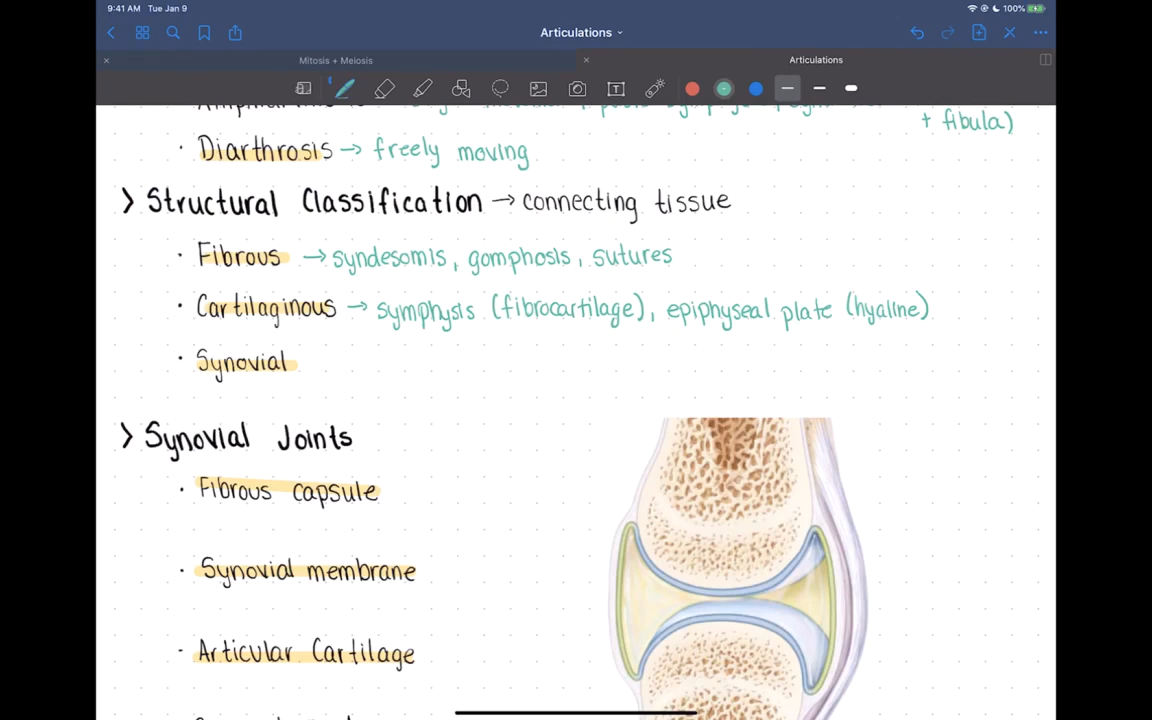 9:41 AM Tue Jan 9
100%
Articulations
Mitosis + Meiosis
Articulations
+ fibula)
· Diarthrosis → freely moving
> Structural Classification → connecting tissue
· Fibrous → syndesomis, gomphosis, sutures
· Cartilaginous → symphysis (fibrocartilage), epiphyseal plate (hyaline)
· Synovial
> Synovial Joints
· Fibrous capsule
· Synovial membrane
· Articular Cartilage